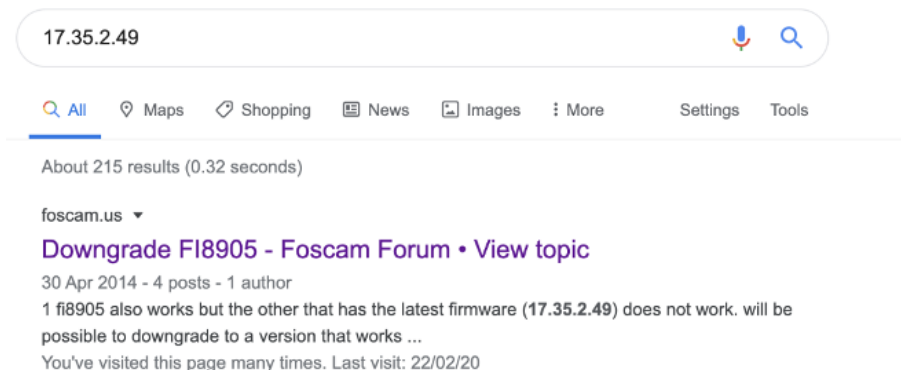 17.35.2.49
All Maps Shopping News Images More Settings Tools
About 215 results (0.32 seconds)
foscam.us
Downgrade FI8905 - Foscam Forum • View topic
30 Apr 2014 - 4 posts - 1 author
1 fi8905 also works but the other that has the latest firmware (17.35.2.49) does not work. will be
possible to downgrade to a version that works ...
You've visited this page many times. Last visit: 22/02/20